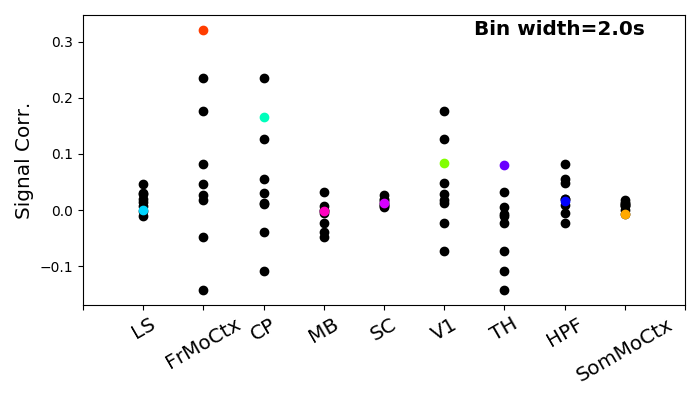 Bin width=2.0s
Signal Corr.
0.3
0.2
0.1
0.0
−0.1
LS
FrMoCtx
CP
MB
SC
V1
TH
HPF
SomMoCtx